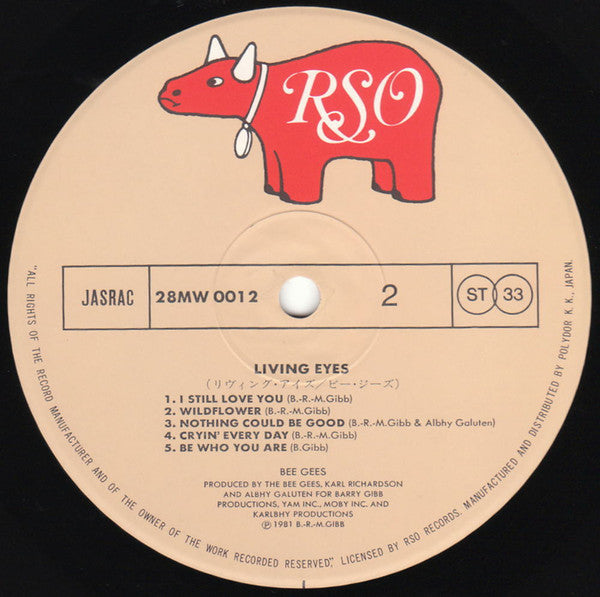 RSO
JASRAC
28MW 0012
2
ST 33
LIVING EYES
(リヴィング・アイズ/ビー・ジーズ)
1. I STILL LOVE YOU (B.-R.-M.Gibb)
2. WILDFLOWER (B.-R.-M.Gibb)
3. NOTHING COULD BE GOOD (B.-R.-M.Gibb & Albhy Galuten)
4. CRYIN' EVERY DAY (B.-R.-M.Gibb)
5. BE WHO YOU ARE (B.Gibb)
BEE GEES
PRODUCED BY THE BEE GEES, KARL RICHARDSON
AND ALBHY GALUTEN FOR BARRY GIBB
PRODUCTIONS, YAM INC., MOBY INC. AND
KARLBHY PRODUCTIONS
Ⓟ 1981 B.-R.-M.GIBB
"ALL RIGHTS OF THE RECORD MANUFACTURER AND OF THE OWNER OF THE WORK RECORDED RESERVED", LICENSED BY RSO RECORDS. MANUFACTURED AND DISTRIBUTED BY POLYDOR K.K., JAPAN.